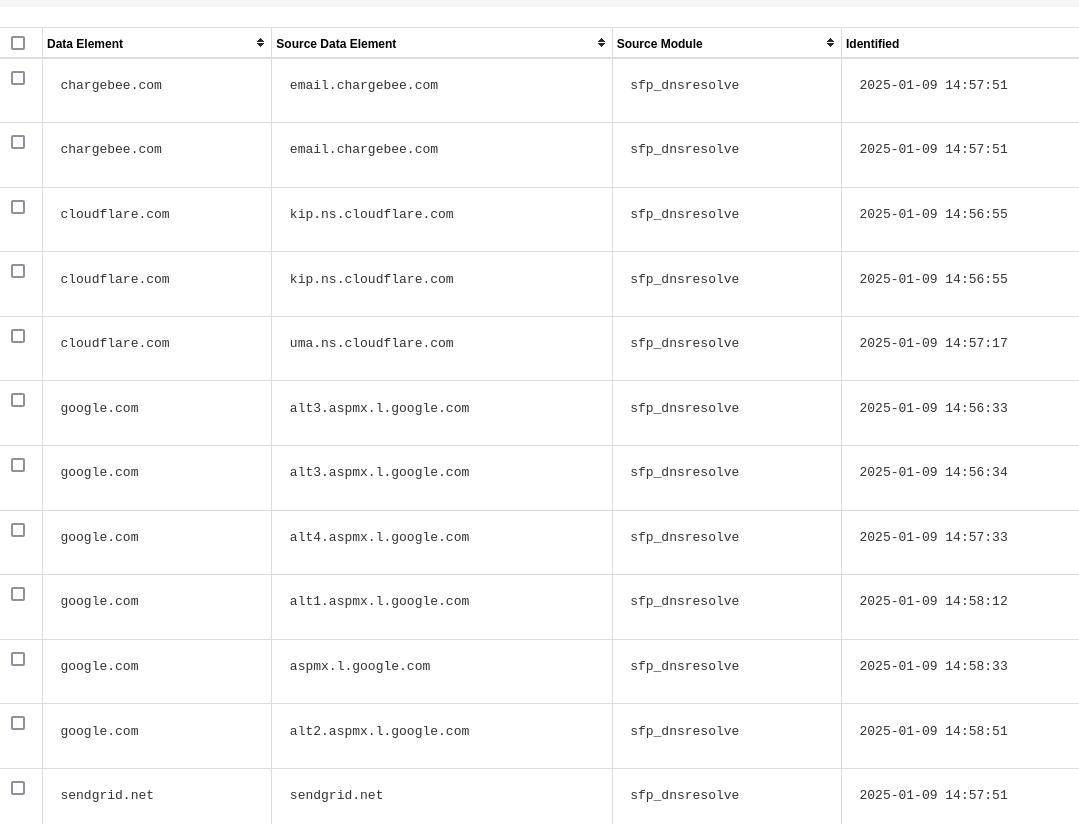 Data Element Source Data Element Source Module Identified
chargebee.com email.chargebee.com sfp_dnsresolve 2025-01-09 14:57:51
chargebee.com email.chargebee.com sfp_dnsresolve 2025-01-09 14:57:51
cloudflare.com kip.ns.cloudflare.com sfp_dnsresolve 2025-01-09 14:56:55
cloudflare.com kip.ns.cloudflare.com sfp_dnsresolve 2025-01-09 14:56:55
cloudflare.com uma.ns.cloudflare.com sfp_dnsresolve 2025-01-09 14:57:17
google.com alt3.aspmx.l.google.com sfp_dnsresolve 2025-01-09 14:56:33
google.com alt3.aspmx.l.google.com sfp_dnsresolve 2025-01-09 14:56:34
google.com alt4.aspmx.l.google.com sfp_dnsresolve 2025-01-09 14:57:33
google.com alt1.aspmx.l.google.com sfp_dnsresolve 2025-01-09 14:58:12
google.com aspmx.l.google.com sfp_dnsresolve 2025-01-09 14:58:33
google.com alt2.aspmx.l.google.com sfp_dnsresolve 2025-01-09 14:58:51
sendgrid.net sendgrid.net sfp_dnsresolve 2025-01-09 14:57:51